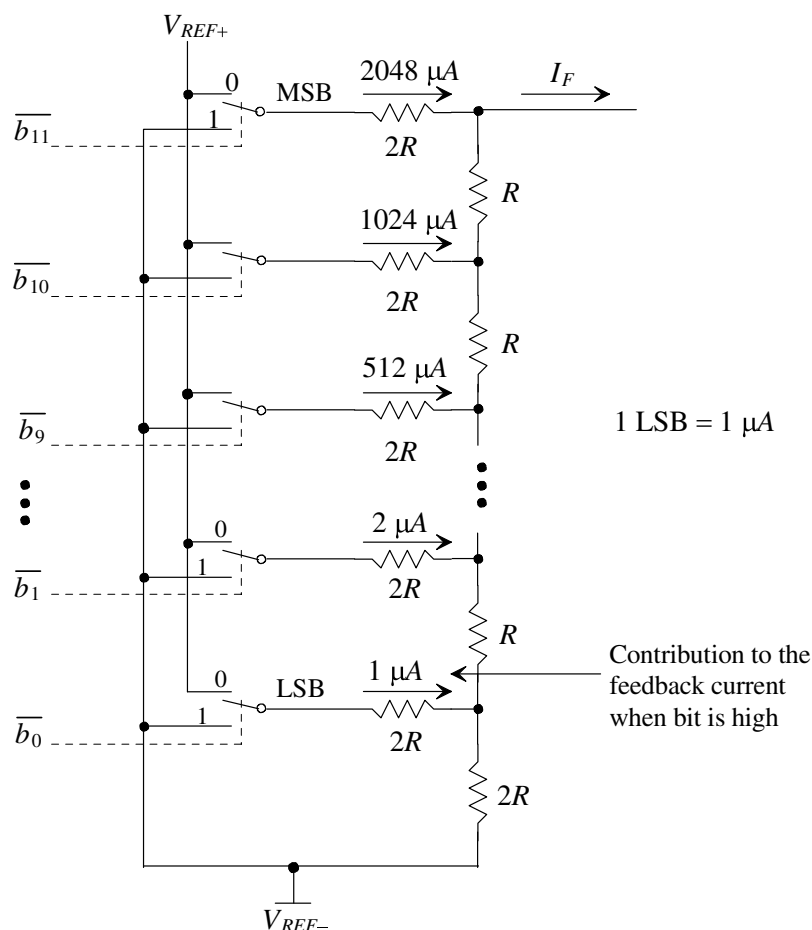 V_REF+
0
MSB
2048 μA
I_F
1
2R
b̅₁₁
R
1024 μA
b̅₁₀
2R
R
512 μA
b̅₉
2R
1 LSB = 1 μA
0
2 μA
1
2R
b̅₁
R
0
LSB
1 μA
Contribution to the
feedback current
when bit is high
1
2R
b̅₀
2R
V_REF−